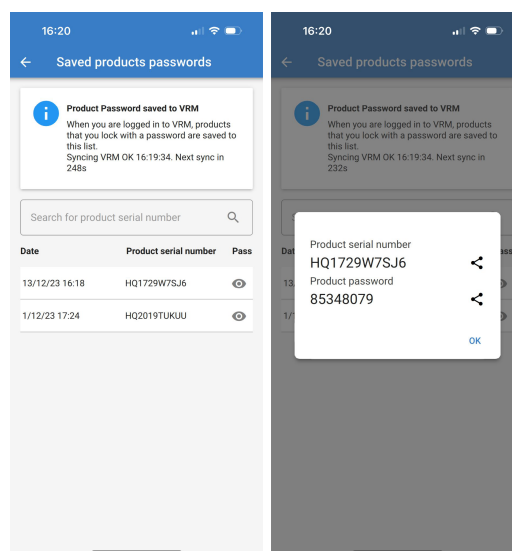 16:20
Saved products passwords
Product Password saved to VRM
When you are logged in to VRM, products
that you lock with a password are saved to
this list.
Syncing VRM OK 16:19:34. Next sync in
248s
Search for product serial number
Date Product serial number Pass
13/12/23 16:18 HQ1729W7SJ6
1/12/23 17:24 HQ2019TUKUU
16:20
Saved products passwords
Product Password saved to VRM
When you are logged in to VRM, products
that you lock with a password are saved to
this list.
Syncing VRM OK 16:19:34. Next sync in
232s
Product serial number
HQ1729W7SJ6
Product password
85348079
OK